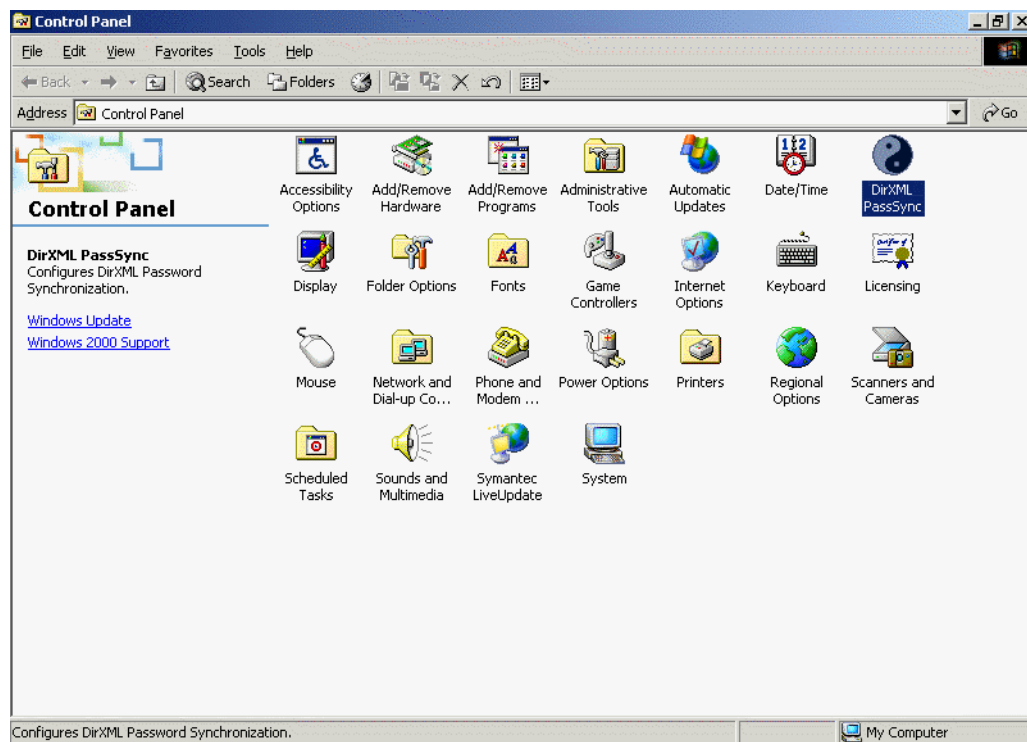 Control Panel
File Edit View Favorites Tools Help
Back Search Folders
Address Control Panel Go
Control Panel
DirXML PassSync
Configures DirXML Password
Synchronization.
Windows Update
Windows 2000 Support
Accessibility
Options
Add/Remove
Hardware
Add/Remove
Programs
Administrative
Tools
Automatic
Updates
Date/Time
DirXML
PassSync
Display
Folder Options
Fonts
Game
Controllers
Internet
Options
Keyboard
Licensing
Mouse
Network and
Dial-up Co...
Phone and
Modem ...
Power Options
Printers
Regional
Options
Scanners and
Cameras
Scheduled
Tasks
Sounds and
Multimedia
Symantec
LiveUpdate
System
Configures DirXML Password Synchronization. My Computer